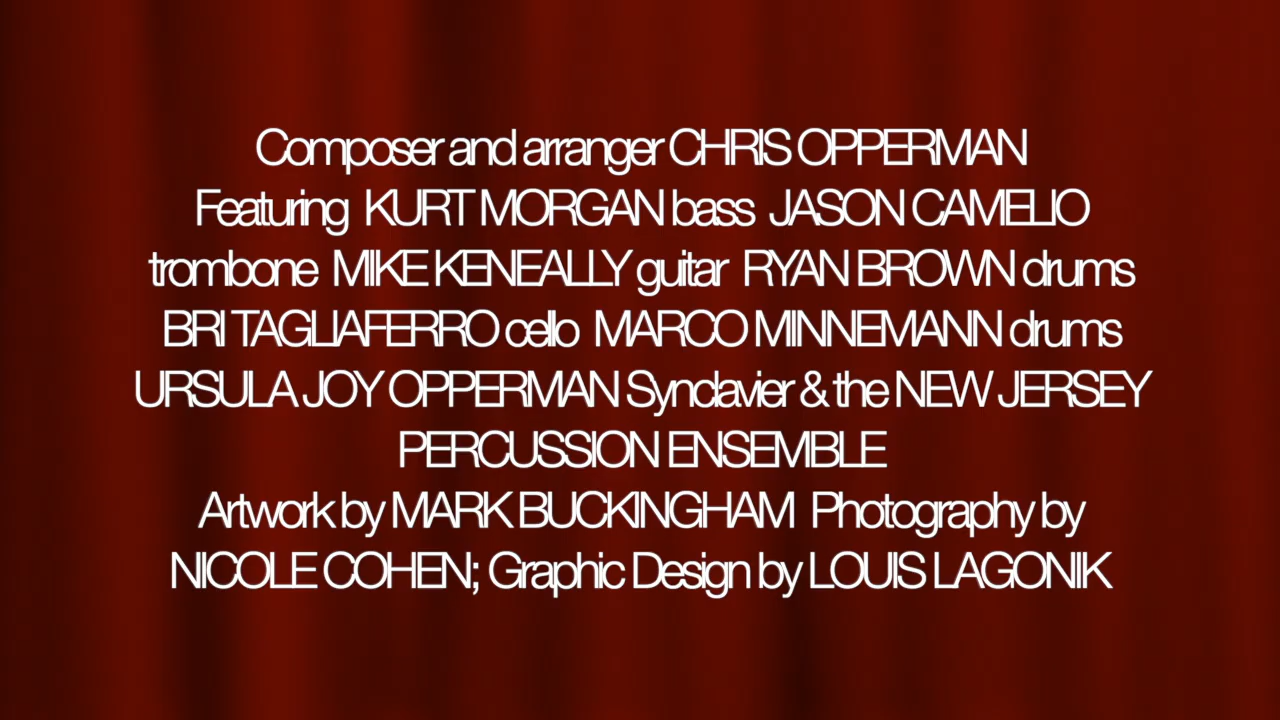 Composer and arranger CHRIS OPPERMAN
Featuring KURT MORGAN bass JASON CAMELIO
trombone MIKE KENEALLY guitar RYAN BROWN drums
BRI TAGLIAFERRO cello MARCO MINNEMANN drums
URSULA JOY OPPERMAN Synclavier & the NEW JERSEY
PERCUSSION ENSEMBLE
Artwork by MARK BUCKINGHAM Photography by
NICOLE COHEN; Graphic Design by LOUIS LAGONIK